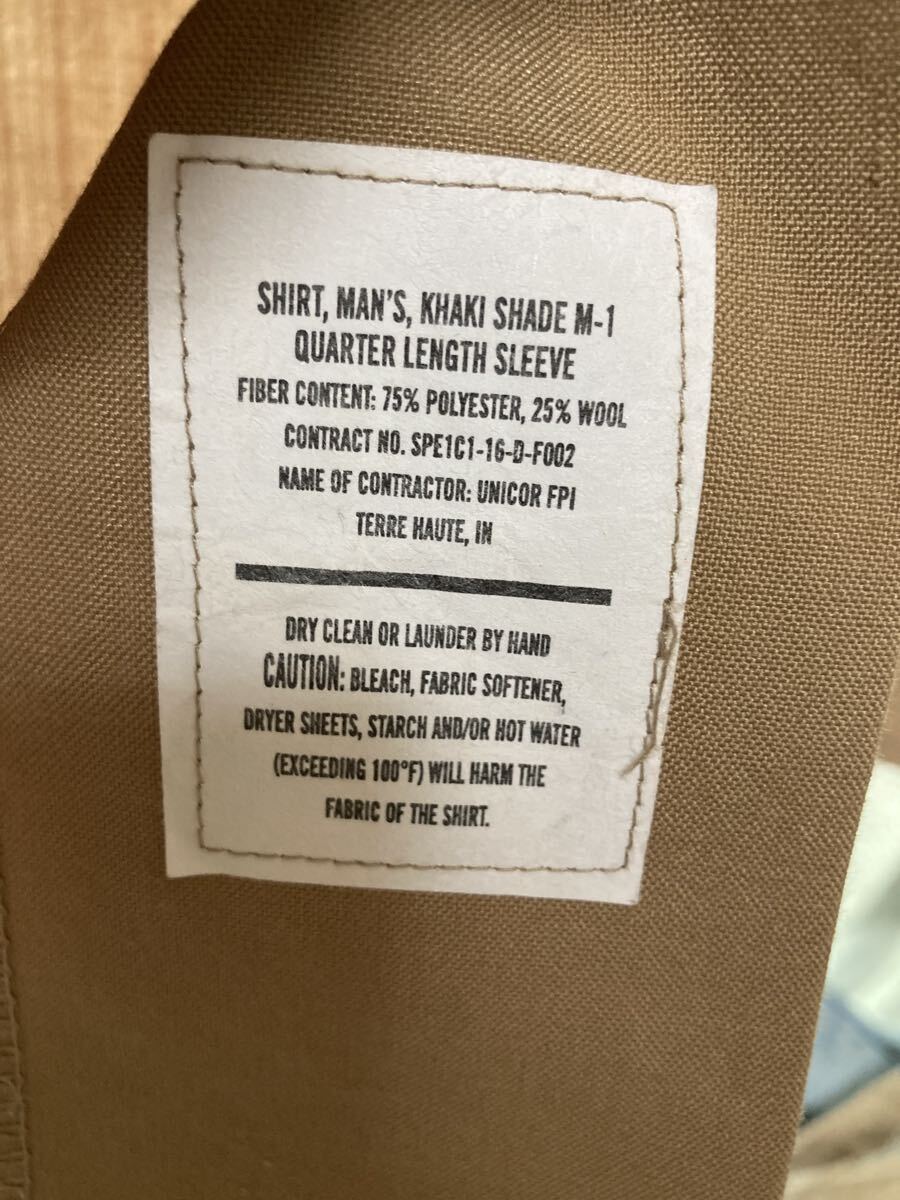 SHIRT, MAN'S, KHAKI SHADE M-1
QUARTER LENGTH SLEEVE
FIBER CONTENT: 75% POLYESTER, 25% WOOL
CONTRACT NO. SPE1C1-16-D-F002
NAME OF CONTRACTOR: UNICOR FPI
TERRE HAUTE, IN
DRY CLEAN OR LAUNDER BY HAND
CAUTION: BLEACH, FABRIC SOFTENER,
DRYER SHEETS, STARCH AND/OR HOT WATER
(EXCEEDING 100°F) WILL HARM THE
FABRIC OF THE SHIRT.